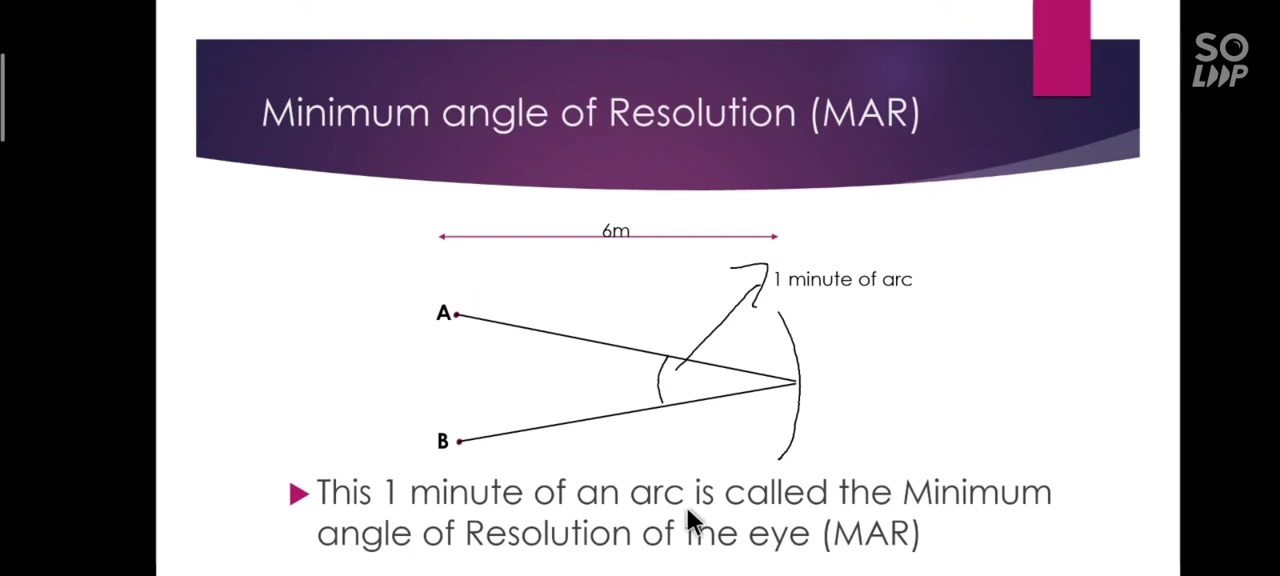 SO
LOOP
Minimum angle of Resolution (MAR)
6m
1 minute of arc
A
B
This 1 minute of an arc is called the Minimum
angle of Resolution of the eye (MAR)